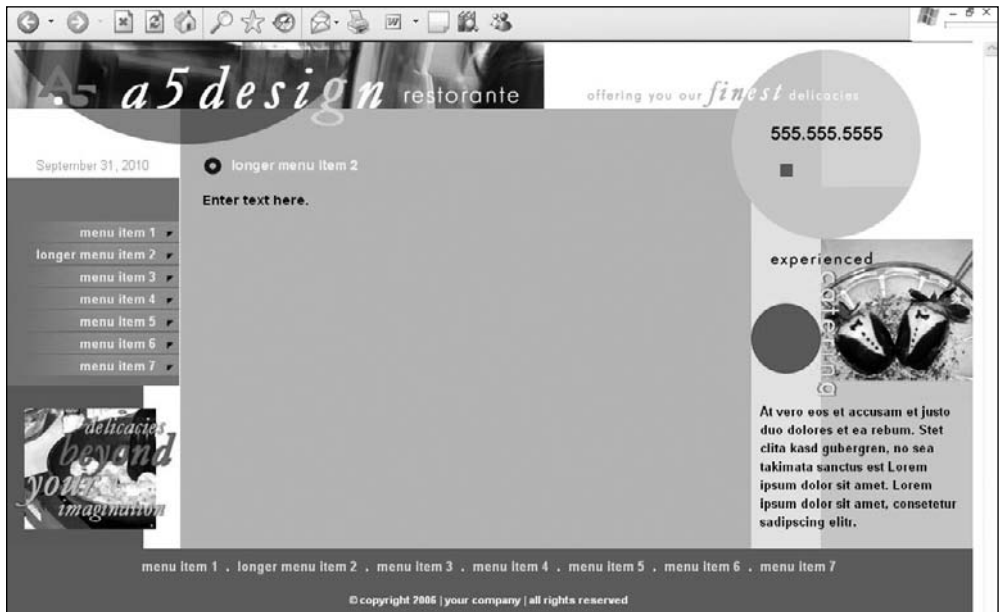 A5
a5design restorante
offering you our finest delicacies
555.555.5555
September 31, 2010
longer menu item 2
Enter text here.
menu item 1
longer menu item 2
menu item 3
menu item 4
menu item 5
menu item 6
menu item 7
delicacies
beyond
your
imagination
experienced
catering
At vero eos et accusam et justo
duo dolores et ea rebum. Stet
clita kasd gubergren, no sea
takimata sanctus est Lorem
ipsum dolor sit amet. Lorem
ipsum dolor sit amet, consetetur
sadipscing elitr.
menu item 1 . longer menu item 2 . menu item 3 . menu item 4 . menu item 5 . menu item 6 . menu item 7
© copyright 2006 | your company | all rights reserved